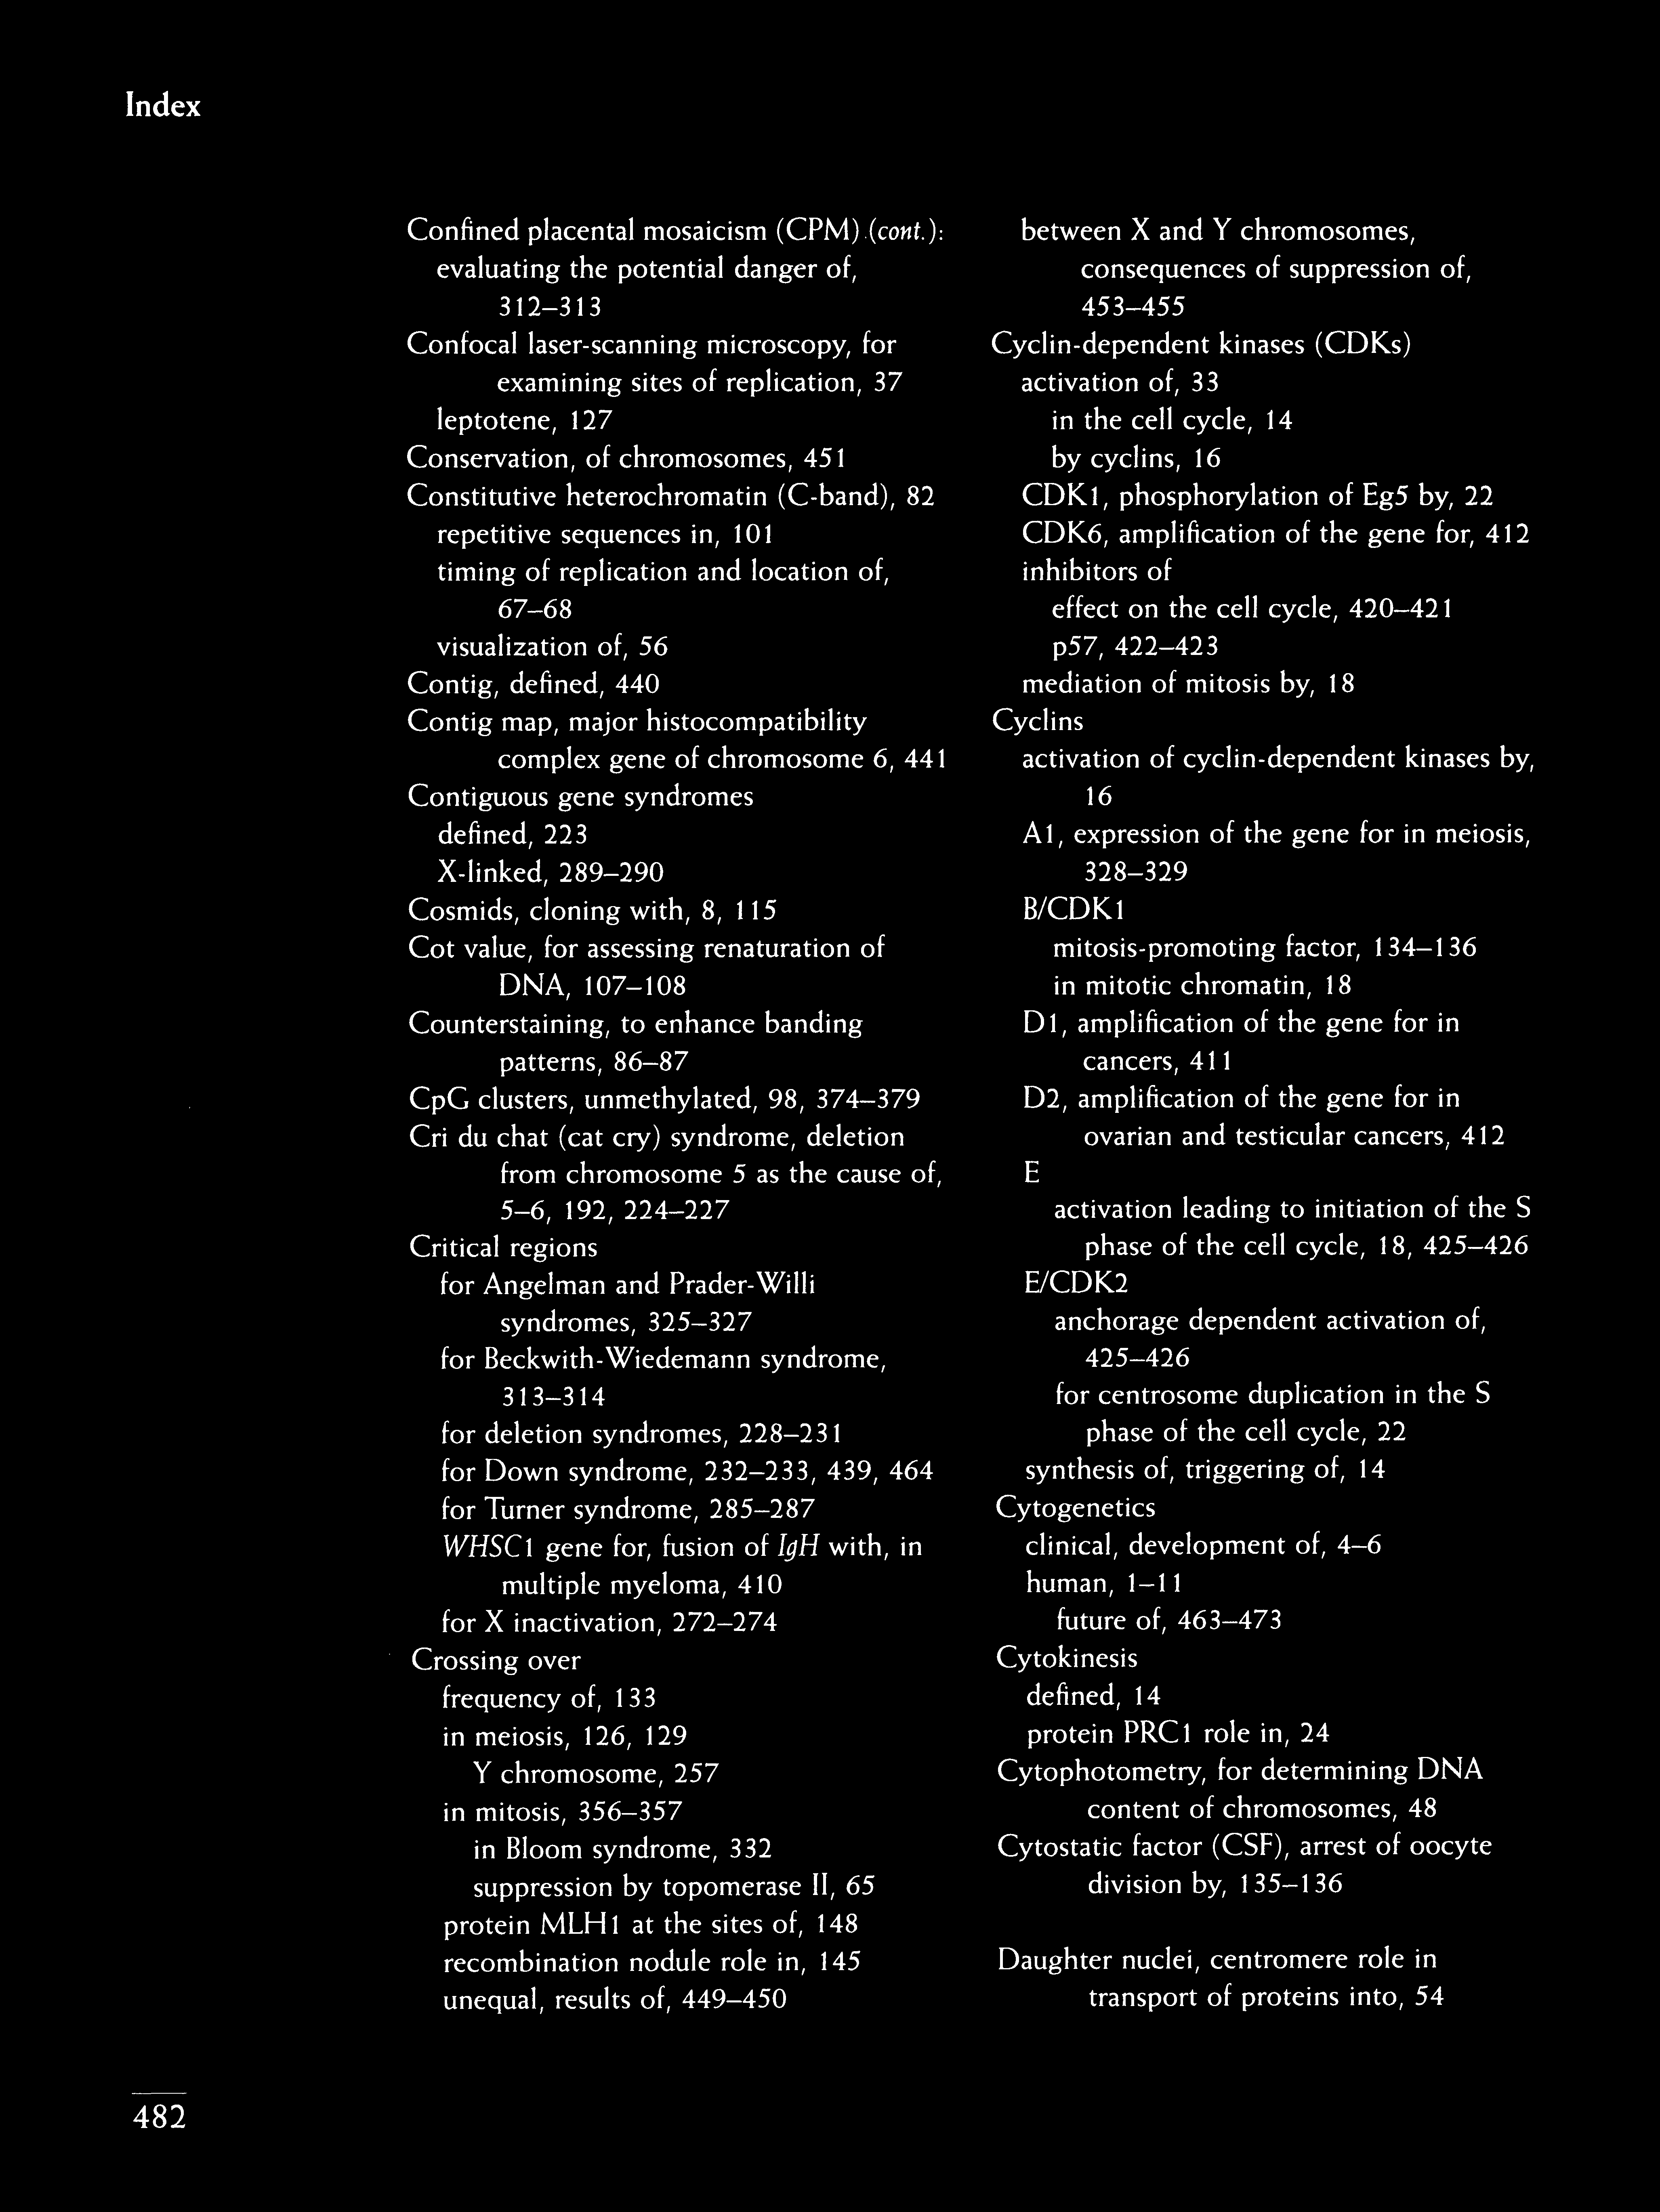 Index
Confined placental mosaicism (CPM) (cont.):
evaluating the potential danger of,
312–313
Confocal laser-scanning microscopy, for
examining sites of replication, 37
leptotene, 127
Conservation, of chromosomes, 451
Constitutive heterochromatin (C-band), 82
repetitive sequences in, 101
timing of replication and location of,
67–68
visualization of, 56
Contig, defined, 440
Contig map, major histocompatibility
complex gene of chromosome 6, 441
Contiguous gene syndromes
defined, 223
X-linked, 289–290
Cosmids, cloning with, 8, 115
Cot value, for assessing renaturation of
DNA, 107–108
Counterstaining, to enhance banding
patterns, 86–87
CpG clusters, unmethylated, 98, 374–379
Cri du chat (cat cry) syndrome, deletion
from chromosome 5 as the cause of,
5–6, 192, 224–227
Critical regions
for Angelman and Prader-Willi
syndromes, 325–327
for Beckwith-Wiedemann syndrome,
313–314
for deletion syndromes, 228–231
for Down syndrome, 232–233, 439, 464
for Turner syndrome, 285–287
WHSC1 gene for, fusion of IgH with, in
multiple myeloma, 410
for X inactivation, 272–274
Crossing over
frequency of, 133
in meiosis, 126, 129
Y chromosome, 257
in mitosis, 356–357
in Bloom syndrome, 332
suppression by topomerase II, 65
protein MLH1 at the sites of, 148
recombination nodule role in, 145
unequal, results of, 449–450
between X and Y chromosomes,
consequences of suppression of,
453–455
Cyclin-dependent kinases (CDKs)
activation of, 33
in the cell cycle, 14
by cyclins, 16
CDK1, phosphorylation of Eg5 by, 22
CDK6, amplification of the gene for, 412
inhibitors of
effect on the cell cycle, 420–421
p57, 422–423
mediation of mitosis by, 18
Cyclins
activation of cyclin-dependent kinases by,
16
A1, expression of the gene for in meiosis,
328–329
B/CDK1
mitosis-promoting factor, 134–136
in mitotic chromatin, 18
D1, amplification of the gene for in
cancers, 411
D2, amplification of the gene for in
ovarian and testicular cancers, 412
E
activation leading to initiation of the S
phase of the cell cycle, 18, 425–426
E/CDK2
anchorage dependent activation of,
425–426
for centrosome duplication in the S
phase of the cell cycle, 22
synthesis of, triggering of, 14
Cytogenetics
clinical, development of, 4–6
human, 1–11
future of, 463–473
Cytokinesis
defined, 14
protein PRC1 role in, 24
Cytophotometry, for determining DNA
content of chromosomes, 48
Cytostatic factor (CSF), arrest of oocyte
division by, 135–136
Daughter nuclei, centromere role in
transport of proteins into, 54
482